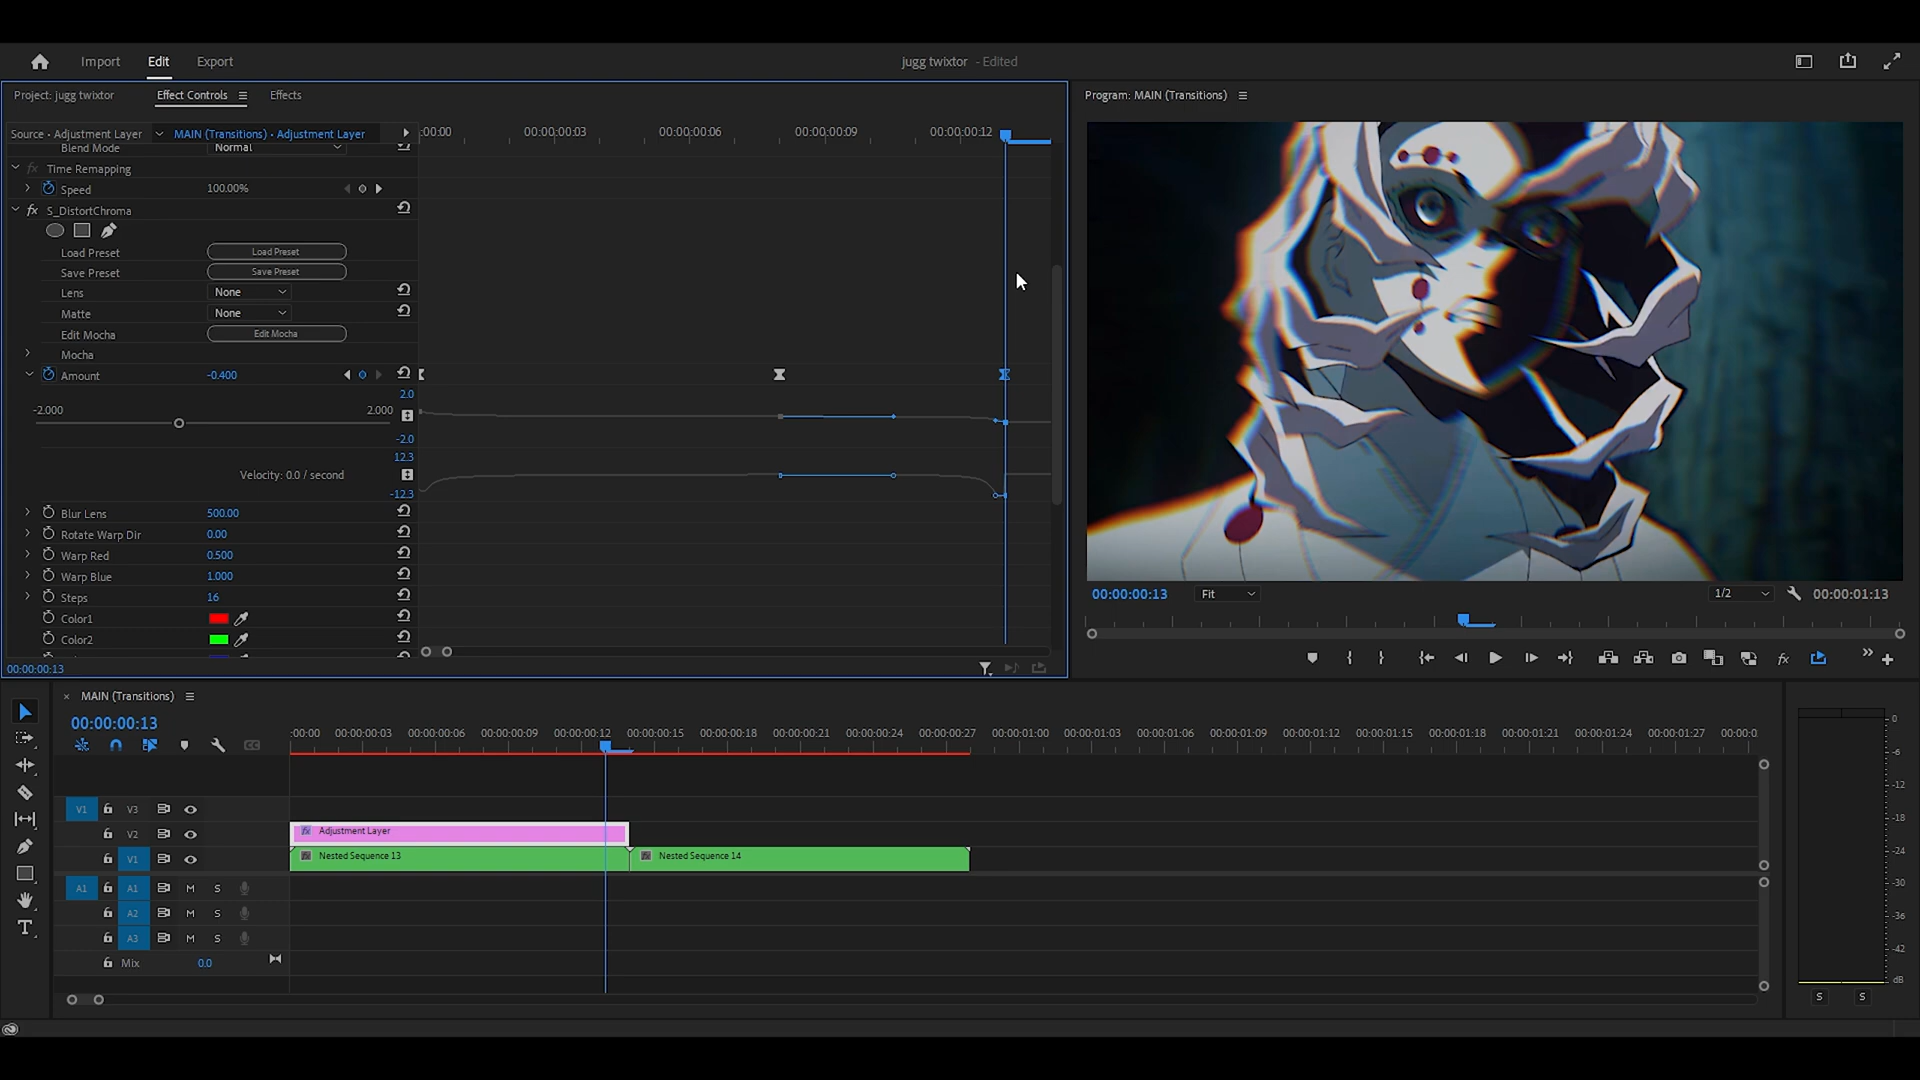 Import Edit Export jugg twixtor - Edited
Project: jugg twixtor Effect Controls Effects
Program: MAIN (Transitions)
Source • Adjustment Layer MAIN (Transitions) • Adjustment Layer
:00:00 00:00:00:03 00:00:00:06 00:00:00:09 00:00:00:12
Blend Mode Normal
fx Time Remapping
Speed 100.00%
fx S_DistortChroma
Load Preset Load Preset
Save Preset Save Preset
Lens None
Matte None
Edit Mocha Edit Mocha
Mocha
Amount -0.400
2.0
-2.000 2.000
-2.0
12.3
Velocity: 0.0 / second
-12.3
Blur Lens 500.00
Rotate Warp Dir 0.00
Warp Red 0.500
Warp Blue 1.000
Steps 16
Color1
Color2
00:00:00:13
00:00:00:13 Fit 1/2 00:00:01:13
fx
× MAIN (Transitions)
00:00:00:13
:00:00 00:00:00:03 00:00:00:06 00:00:00:09 00:00:00:12 00:00:00:15 00:00:00:18 00:00:00:21 00:00:00:24 00:00:00:27 00:00:01:00 00:00:01:03 00:00:01:06 00:00:01:09 00:00:01:12 00:00:01:15 00:00:01:18 00:00:01:21 00:00:01:24 00:00:01:27 00:00:0
CC
V1 V3
V2 fx Adjustment Layer
V1 fx Nested Sequence 13 fx Nested Sequence 14
A1 A1 M S
A2 M S
A3 M S
Mix 0.0
0
-6
-12
-18
-24
-30
-36
-42
dB
S S
T